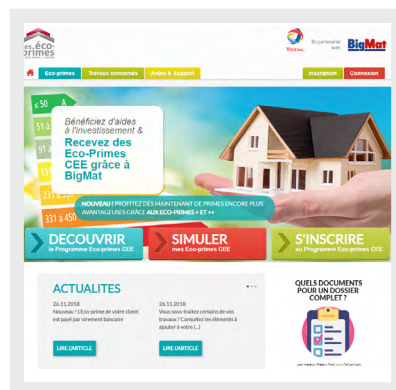 es.éco-
primes
TOTAL
En partenariat
avec
BigMat
Eco-primes
Travaux concernés
Aides & Support
Inscription
Connexion
≤ 50 A
51 à
91 à
151
231 à
331 à 450
Bénéficiez d'aides
à l'investissement &
Recevez des
Eco-Primes
CEE grâce à
BigMat
NOUVEAU ! PROFITEZ DÈS MAINTENANT DE PRIMES ENCORE PLUS
AVANTAGEUSES GRÂCE AUX ECO-PRIMES + ET ++
DECOUVRIR
le Programme Eco-primes CEE
SIMULER
mes Eco-primes CEE
S'INSCRIRE
au Programme Eco-primes CEE
ACTUALITES
26.11.2018
Nouveau ! L'Eco-prime de votre client
est payé par virement bancaire
LIRE L'ARTICLE
26.11.2018
Vous sous-traitez certains de vos
travaux ? Consultez les éléments à
ajouter à votre (...)
LIRE L'ARTICLE
QUELS DOCUMENTS
POUR UN DOSSIER
COMPLET ?